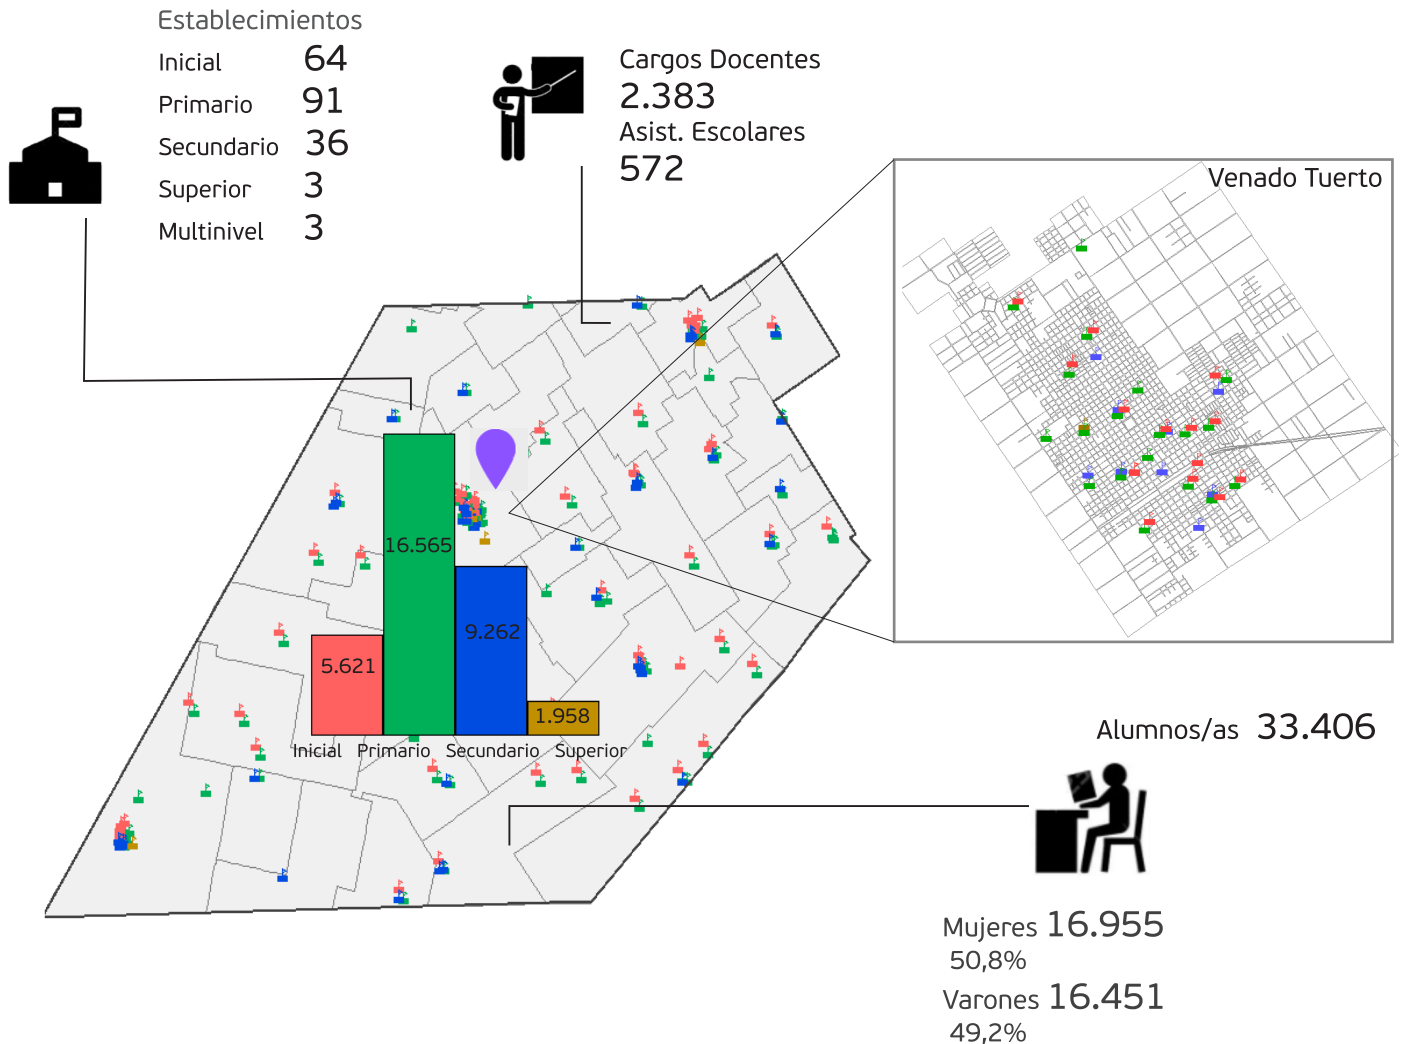 Establecimientos
Inicial 64
Primario 91
Secundario 36
Superior 3
Multinivel 3
Cargos Docentes
2.383
Asist. Escolares
572
Venado Tuerto
16.565
9.262
5.621
1.958
Inicial Primario Secundario Superior
Alumnos/as 33.406
Mujeres 16.955
50,8%
Varones 16.451
49,2%